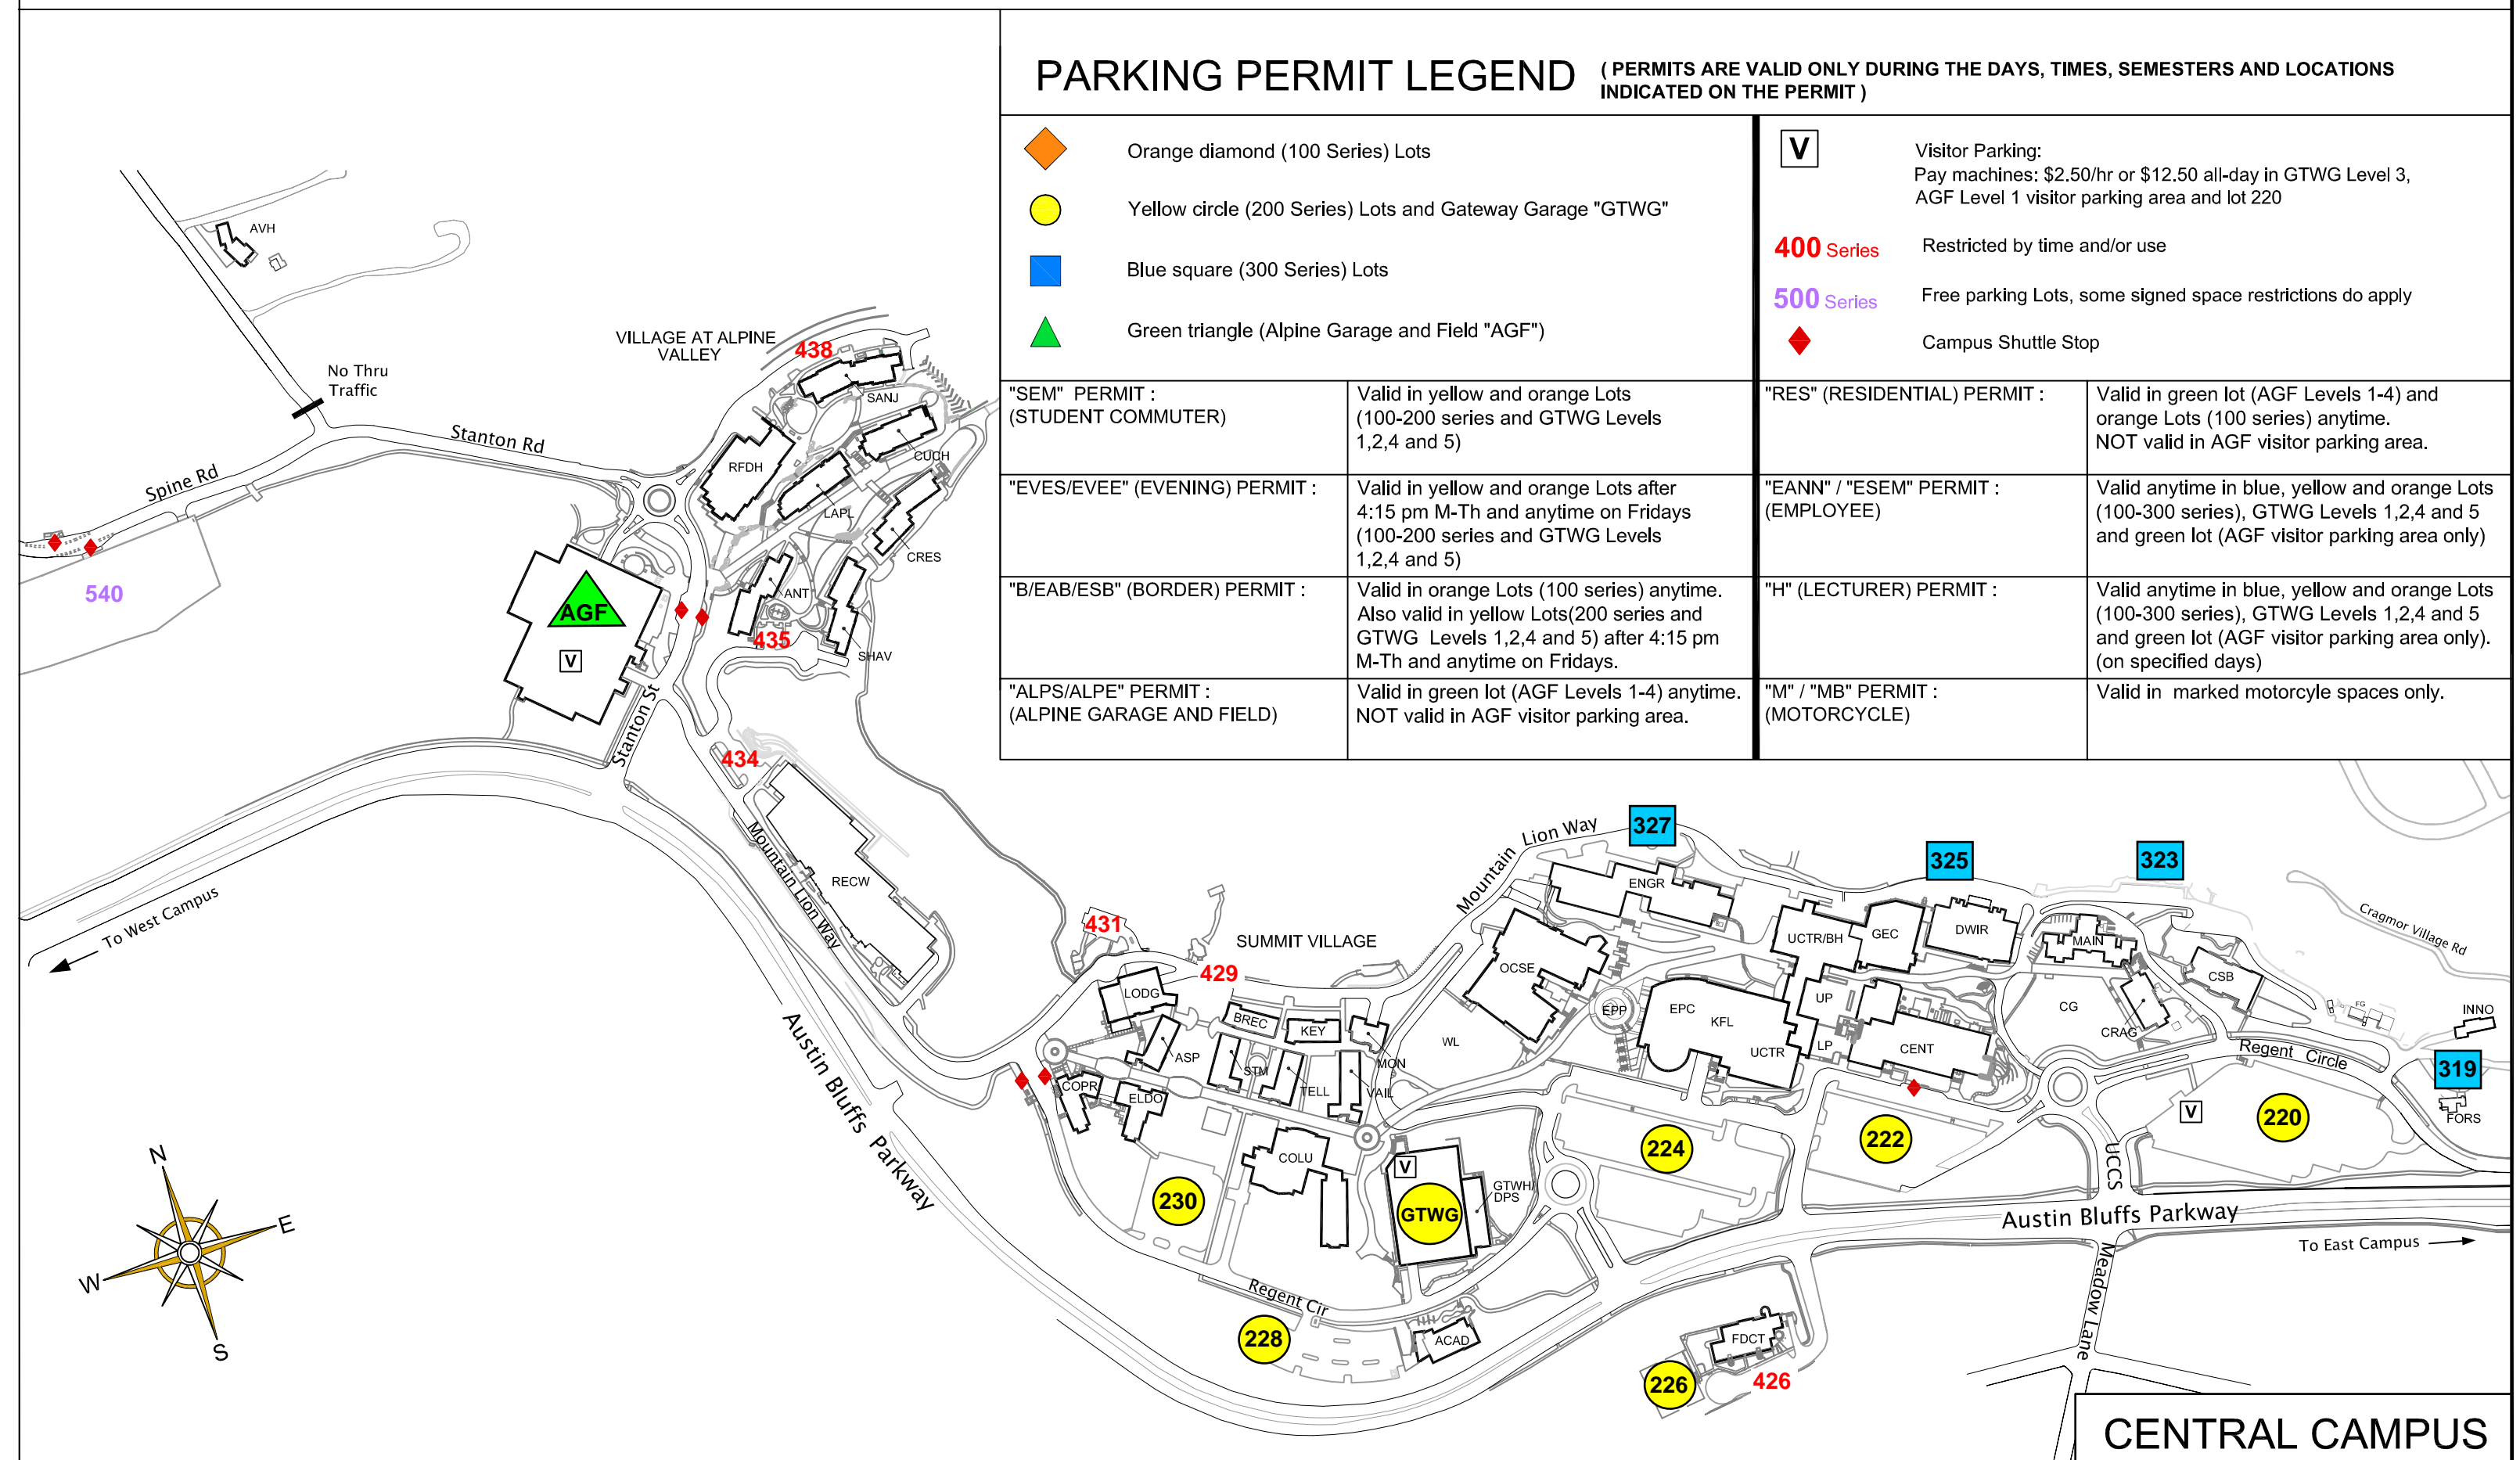 PARKING PERMIT LEGEND
( PERMITS ARE VALID ONLY DURING THE DAYS, TIMES, SEMESTERS AND LOCATIONS
INDICATED ON THE PERMIT )
Orange diamond (100 Series) Lots
Yellow circle (200 Series) Lots and Gateway Garage "GTWG"
Blue square (300 Series) Lots
Green triangle (Alpine Garage and Field "AGF")
V
Visitor Parking:
Pay machines: $2.50/hr or $12.50 all-day in GTWG Level 3,
AGF Level 1 visitor parking area and lot 220
400 Series
Restricted by time and/or use
500 Series
Free parking Lots, some signed space restrictions do apply
Campus Shuttle Stop
"SEM" PERMIT :
(STUDENT COMMUTER)
Valid in yellow and orange Lots
(100-200 series and GTWG Levels
1,2,4 and 5)
"RES" (RESIDENTIAL) PERMIT :
Valid in green lot (AGF Levels 1-4) and
orange Lots (100 series) anytime.
NOT valid in AGF visitor parking area.
"EVES/EVEE" (EVENING) PERMIT :
Valid in yellow and orange Lots after
4:15 pm M-Th and anytime on Fridays
(100-200 series and GTWG Levels
1,2,4 and 5)
"EANN" / "ESEM" PERMIT :
(EMPLOYEE)
Valid anytime in blue, yellow and orange Lots
(100-300 series), GTWG Levels 1,2,4 and 5
and green lot (AGF visitor parking area only)
"B/EAB/ESB" (BORDER) PERMIT :
Valid in orange Lots (100 series) anytime.
Also valid in yellow Lots(200 series and
GTWG Levels 1,2,4 and 5) after 4:15 pm
M-Th and anytime on Fridays.
"H" (LECTURER) PERMIT :
Valid anytime in blue, yellow and orange Lots
(100-300 series), GTWG Levels 1,2,4 and 5
and green lot (AGF visitor parking area only).
(on specified days)
"ALPS/ALPE" PERMIT :
(ALPINE GARAGE AND FIELD)
Valid in green lot (AGF Levels 1-4) anytime.
NOT valid in AGF visitor parking area.
"M" / "MB" PERMIT :
(MOTORCYCLE)
Valid in marked motorcyle spaces only.
AVH
No Thru
Traffic
VILLAGE AT ALPINE
VALLEY
438
SANJ
CUCH
RFDH
LAPL
CRES
Stanton Rd
Spine Rd
540
AGF
V
ANT
435
SHAV
Stanton St
434
Mountain Lion Way
RECW
To West Campus
Austin Bluffs Parkway
431
SUMMIT VILLAGE
429
LODG
BREC
KEY
ASP
STM
TELL
MON
VAIL
COPR
ELDO
COLU
230
228
Regent Cir
V
GTWG
GTWH/
DPS
ACAD
Mountain Lion Way
327
325
323
ENGR
OCSE
UCTR/BH
GEC
DWIR
MAIN
CSB
Cragmor Village Rd
WL
EPP
EPC
KFL
UCTR
UP
LP
CENT
CG
CRAG
FG
INNO
Regent Circle
319
FORS
224
222
V
220
UCCS
Austin Bluffs Parkway
To East Campus
Meadow Lane
FDCT
226
426
N
E
W
S
CENTRAL CAMPUS